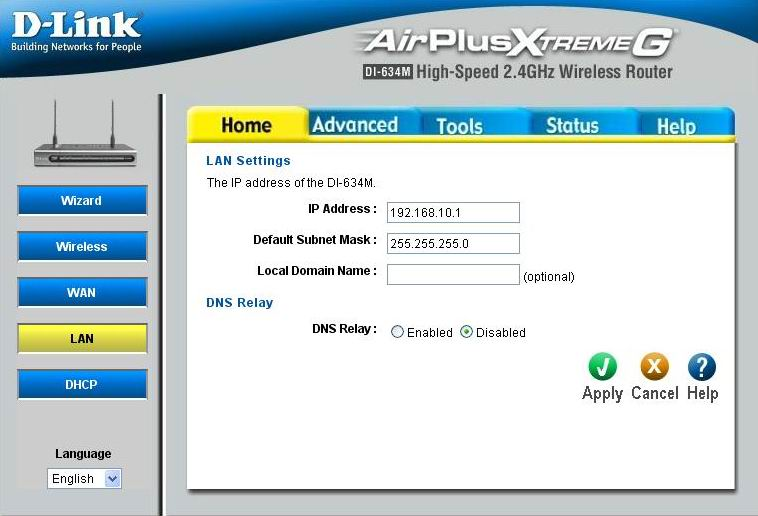 D-Link
Building Networks for People
AirPlusXTREMEG
DI-634M High-Speed 2.4GHz Wireless Router
Home Advanced Tools Status Help
Wizard
Wireless
WAN
LAN
DHCP
Language
English
LAN Settings
The IP address of the DI-634M.
IP Address : 192.168.10.1
Default Subnet Mask : 255.255.255.0
Local Domain Name : (optional)
DNS Relay
DNS Relay : Enabled Disabled
Apply Cancel Help